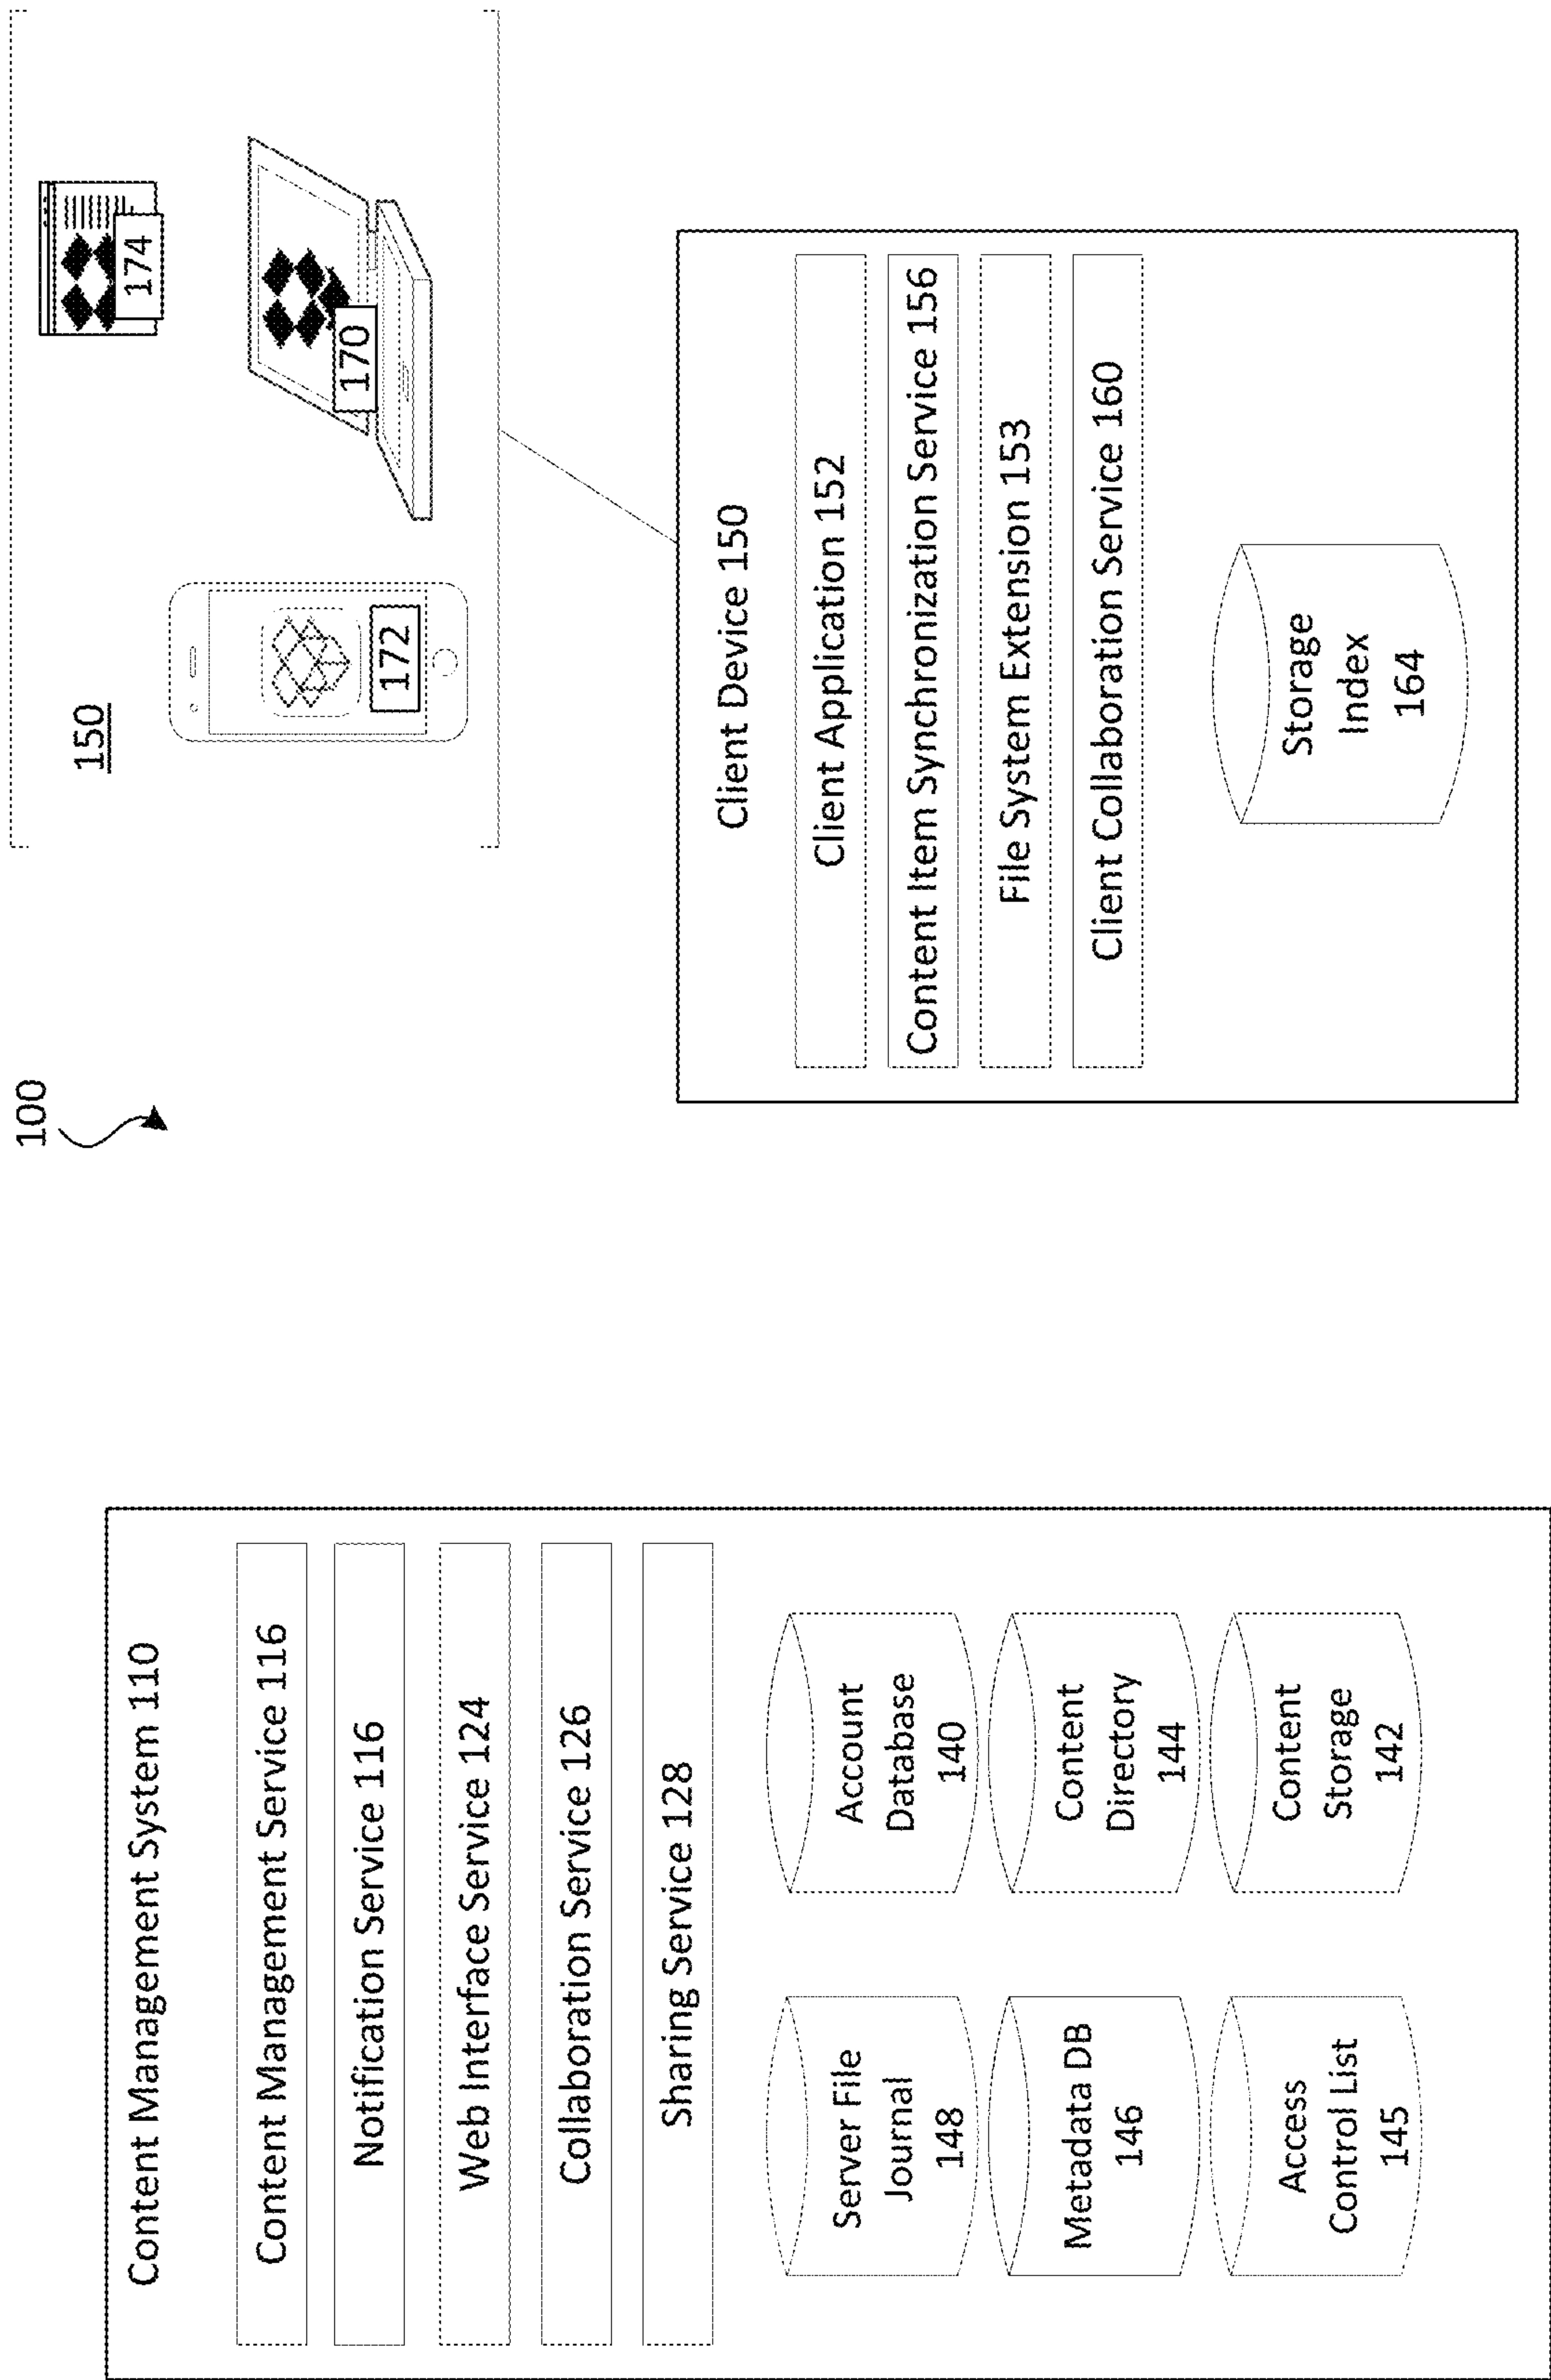 100
Content Management System 110
Content Management Service 116
Notification Service 116
Web Interface Service 124
Collaboration Service 126
Sharing Service 128
Server File
Journal
148
Account
Database
140
Metadata DB
146
Content
Directory
144
Access
Control List
145
Content
Storage
142
150
172
170
174
Client Device 150
Client Application 152
Content Item Synchronization Service 156
File System Extension 153
Client Collaboration Service 160
Storage
Index
164